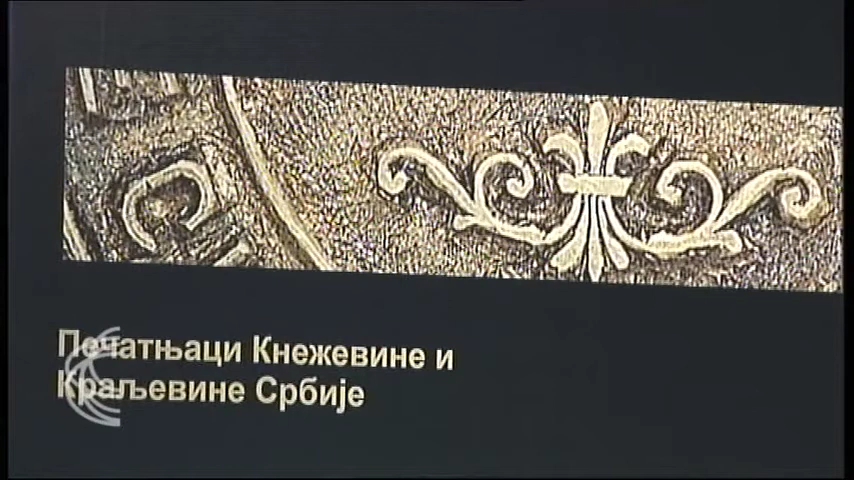 Печатњаци Кнежевине и
Краљевине Србије